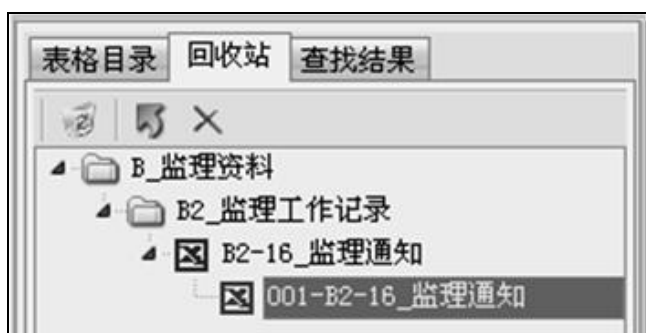 表格目录 回收站 查找结果
B_监理资料
B2_监理工作记录
B2-16_监理通知
001-B2-16_监理通知